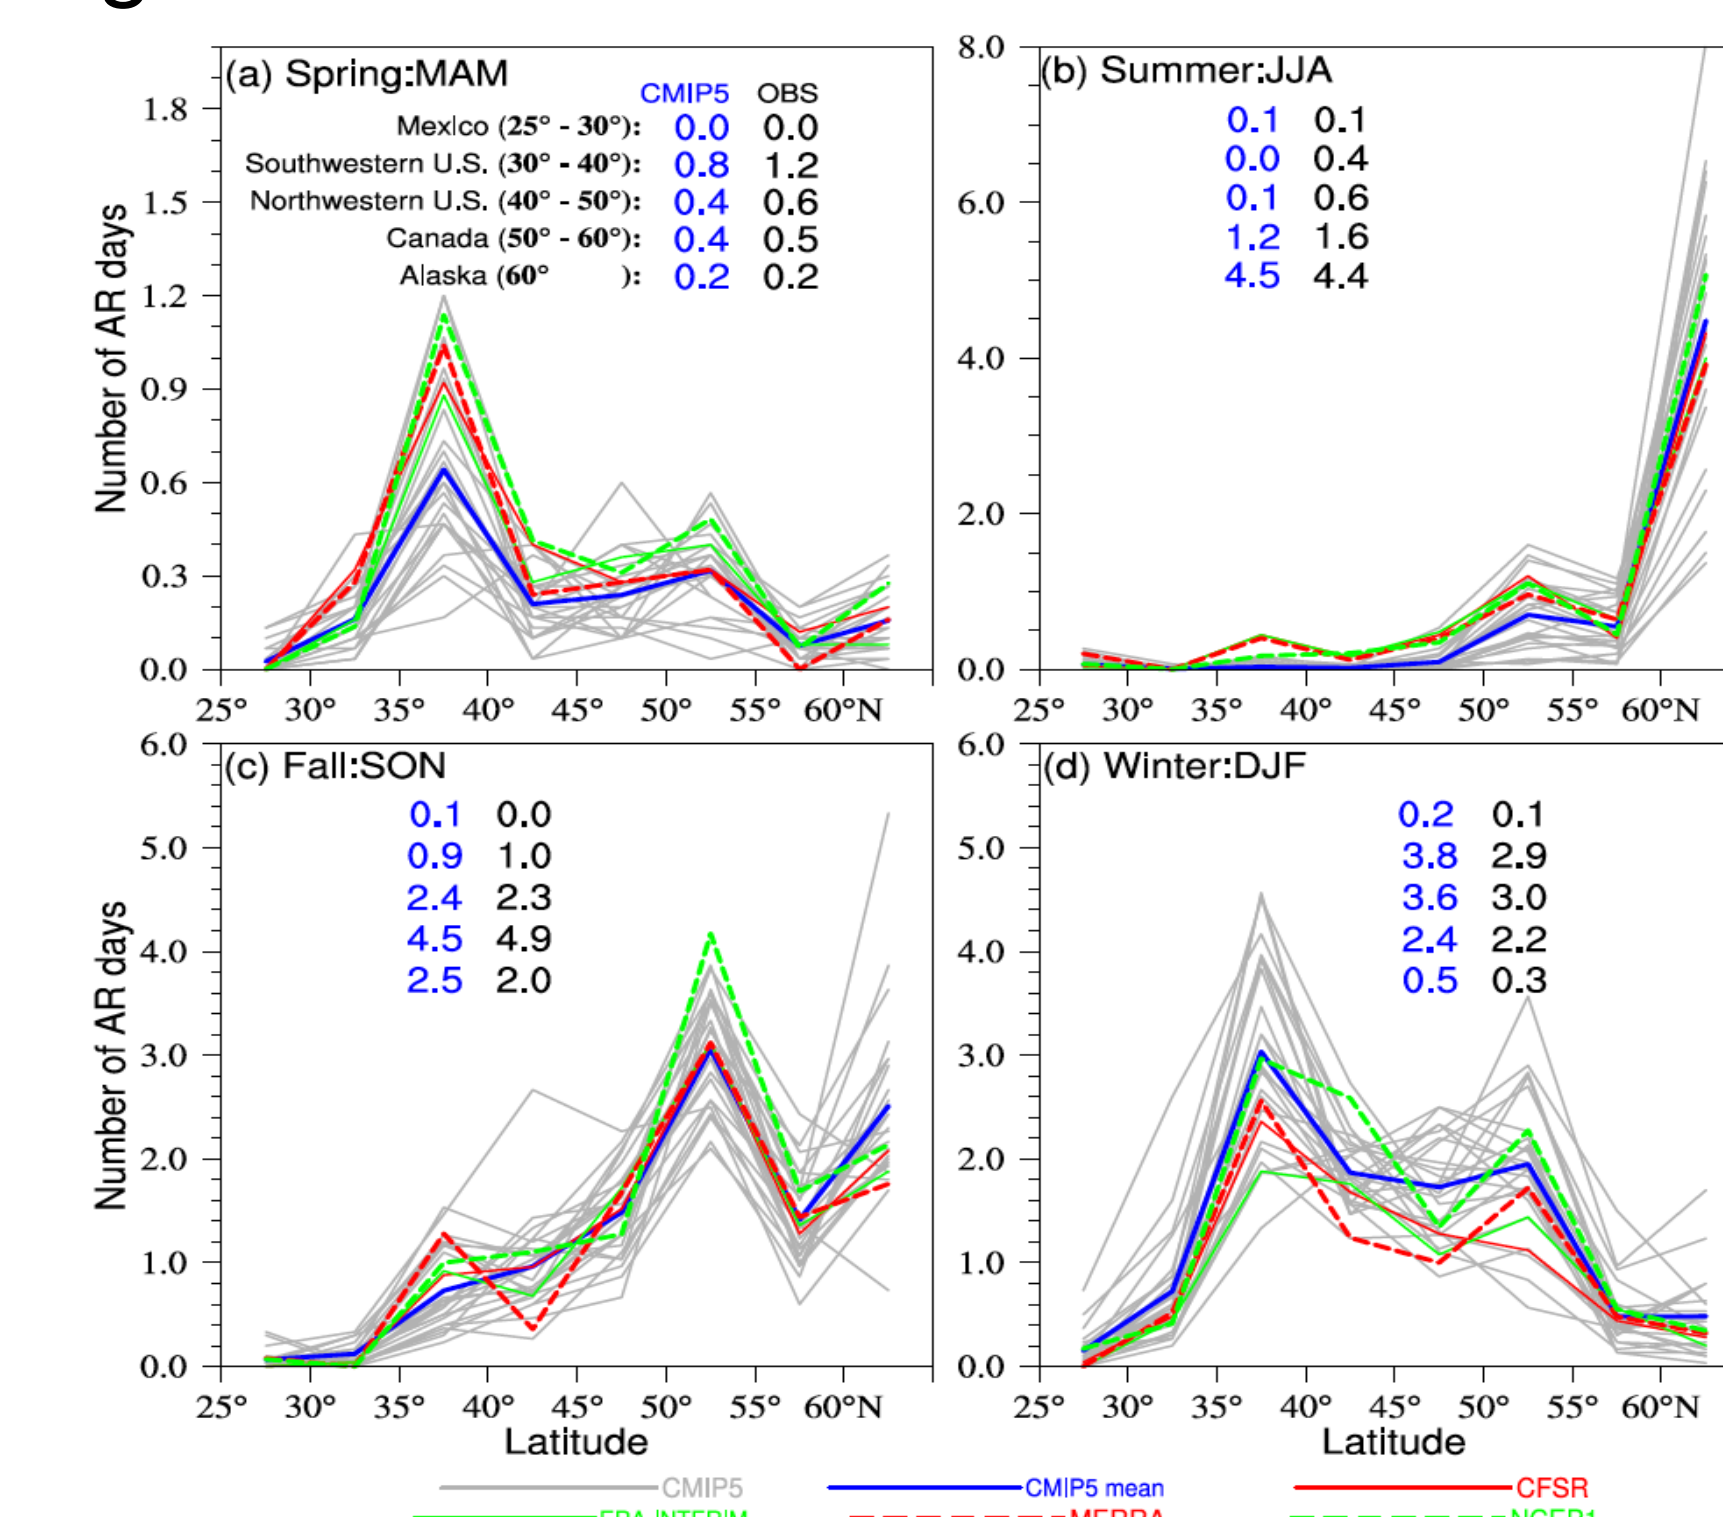 (a) Spring:MAM
CMIP5 OBS
Mexico (25° - 30°): 0.0 0.0
Southwestern U.S. (30° - 40°): 0.8 1.2
Northwestern U.S. (40° - 50°): 0.4 0.6
Canada (50° - 60°): 0.4 0.5
Alaska (60° ): 0.2 0.2
Number of AR days
1.8
1.5
1.2
0.9
0.6
0.3
0.0
25° 30° 35° 40° 45° 50° 55° 60°N
(b) Summer:JJA
0.1 0.1
0.0 0.4
0.1 0.6
1.2 1.6
4.5 4.4
8.0
6.0
4.0
2.0
0.0
25° 30° 35° 40° 45° 50° 55° 60°N
(c) Fall:SON
0.1 0.0
0.9 1.0
2.4 2.3
4.5 4.9
2.5 2.0
Number of AR days
6.0
5.0
4.0
3.0
2.0
1.0
0.0
25° 30° 35° 40° 45° 50° 55° 60°N
Latitude
(d) Winter:DJF
0.2 0.1
3.8 2.9
3.6 3.0
2.4 2.2
0.5 0.3
6.0
5.0
4.0
3.0
2.0
1.0
0.0
25° 30° 35° 40° 45° 50° 55° 60°N
Latitude
CMIP5 CMIP5 mean CFSR
ERA INTERIM MERRA NCEP1